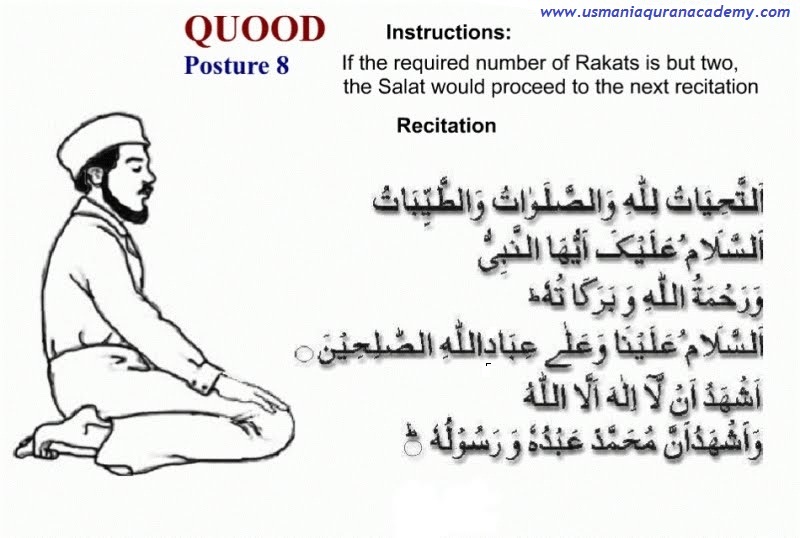 www.usmaniaquranacademy.com
QUOOD
Posture 8
Instructions:
If the required number of Rakats is but two,
the Salat would proceed to the next recitation
Recitation
اَلتَّحِيَاتُ لِلّٰهِ وَالصَّلَوٰاتُ وَالطَّيِّبَاتُ
اَلسَّلَامُ عَلَيْكَ اَيُّهَا النَّبِىُّ
وَرَحْمَةُ اللّٰهِ وَ بَرَكَا تُهٗ ؕ
اَلسَّلَامُ عَلَيْنَا وَعَلٰے عِبَادِاللّٰهِ الصّٰلِحِيْنَ ۝
اَشْهَدُ اَنْ لَّآ اِلٰهَ اَلَّا اللّٰهُ
وَاَشْهَدُاَنَّ مُحَمَّدً عَبْدُهٗ وَ رَسُوْلُهٗ ۝ؕ